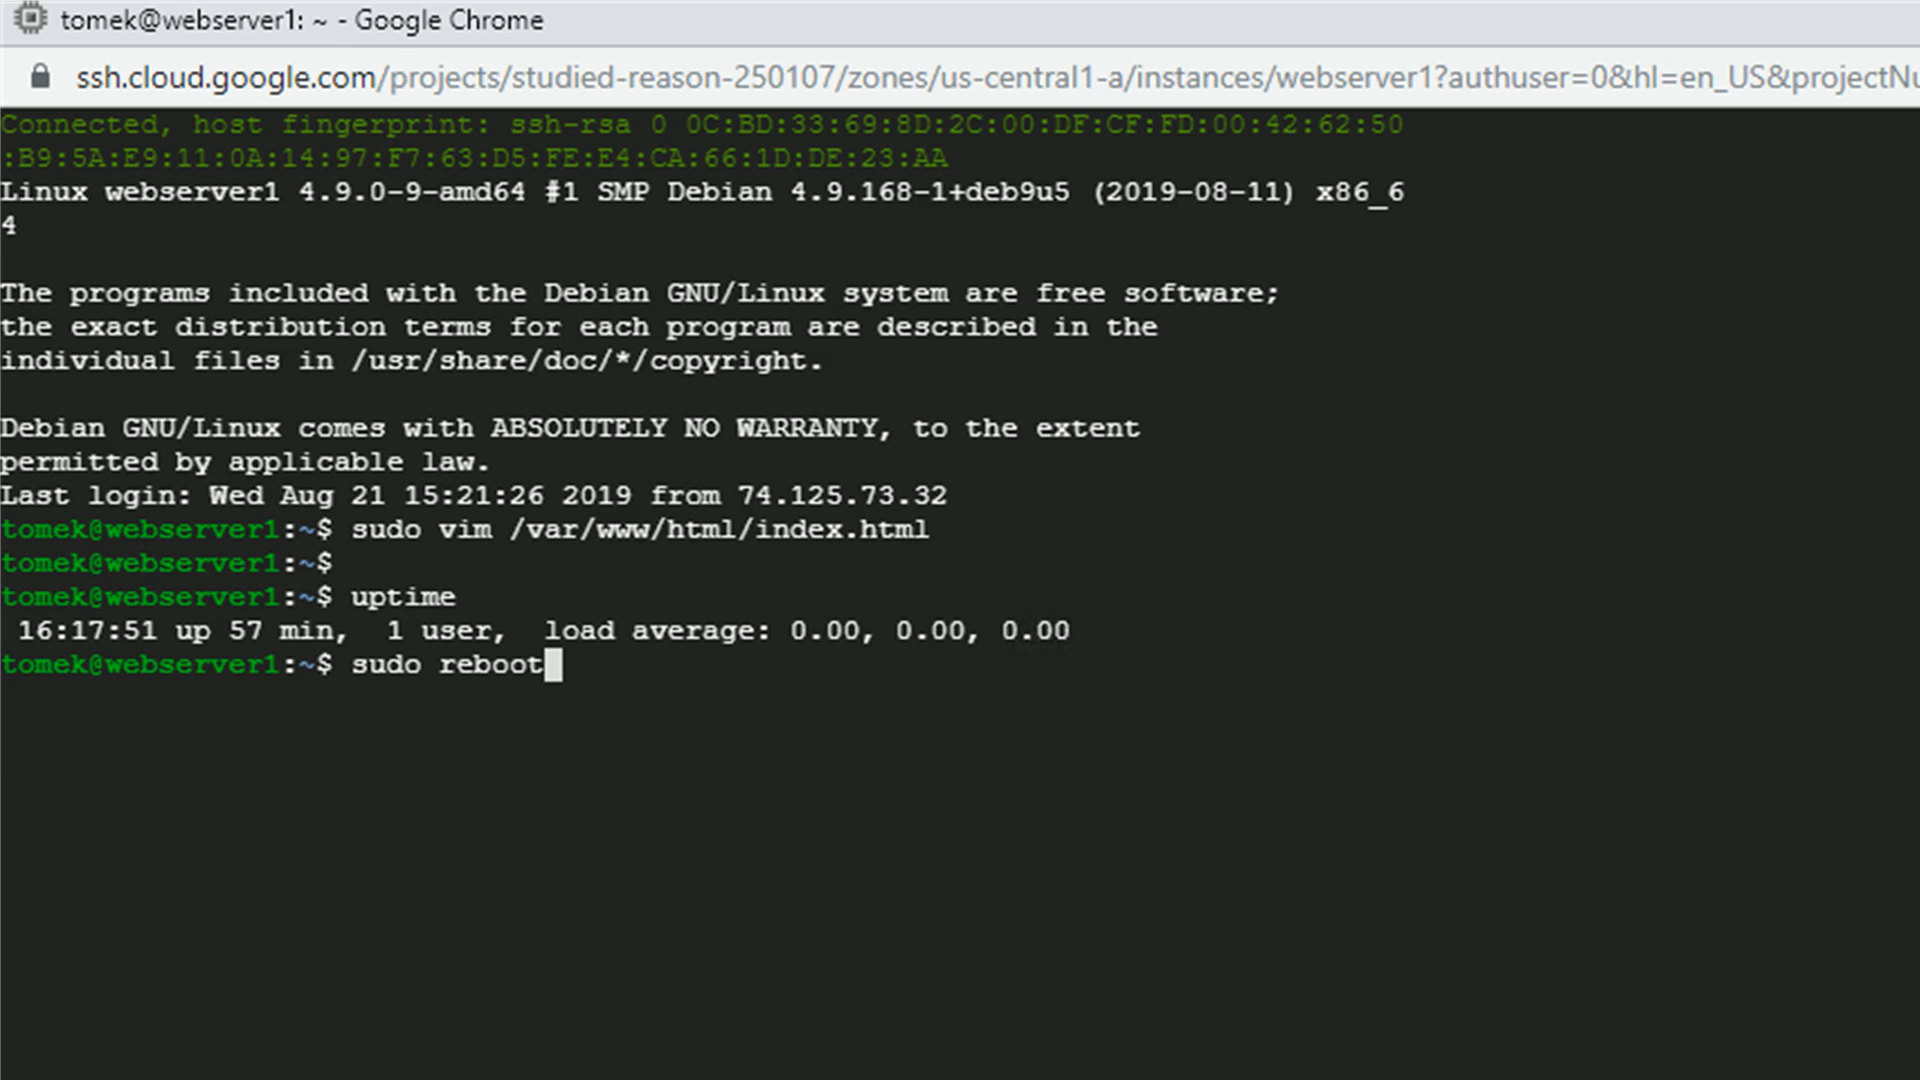 tomek@webserver1: ~ - Google Chrome
ssh.cloud.google.com/projects/studied-reason-250107/zones/us-central1-a/instances/webserver1?authuser=0&hl=en_US&projectNu
Connected, host fingerprint: ssh-rsa 0 0C:BD:33:69:8D:2C:00:DF:CF:FD:00:42:62:50
:B9:5A:E9:11:0A:14:97:F7:63:D5:FE:E4:CA:66:1D:DE:23:AA
Linux webserver1 4.9.0-9-amd64 #1 SMP Debian 4.9.168-1+deb9u5 (2019-08-11) x86_6
4
The programs included with the Debian GNU/Linux system are free software;
the exact distribution terms for each program are described in the
individual files in /usr/share/doc/*/copyright.
Debian GNU/Linux comes with ABSOLUTELY NO WARRANTY, to the extent
permitted by applicable law.
Last login: Wed Aug 21 15:21:26 2019 from 74.125.73.32
tomek@webserver1:~$ sudo vim /var/www/html/index.html
tomek@webserver1:~$
tomek@webserver1:~$ uptime
 16:17:51 up 57 min,  1 user,  load average: 0.00, 0.00, 0.00
tomek@webserver1:~$ sudo reboot